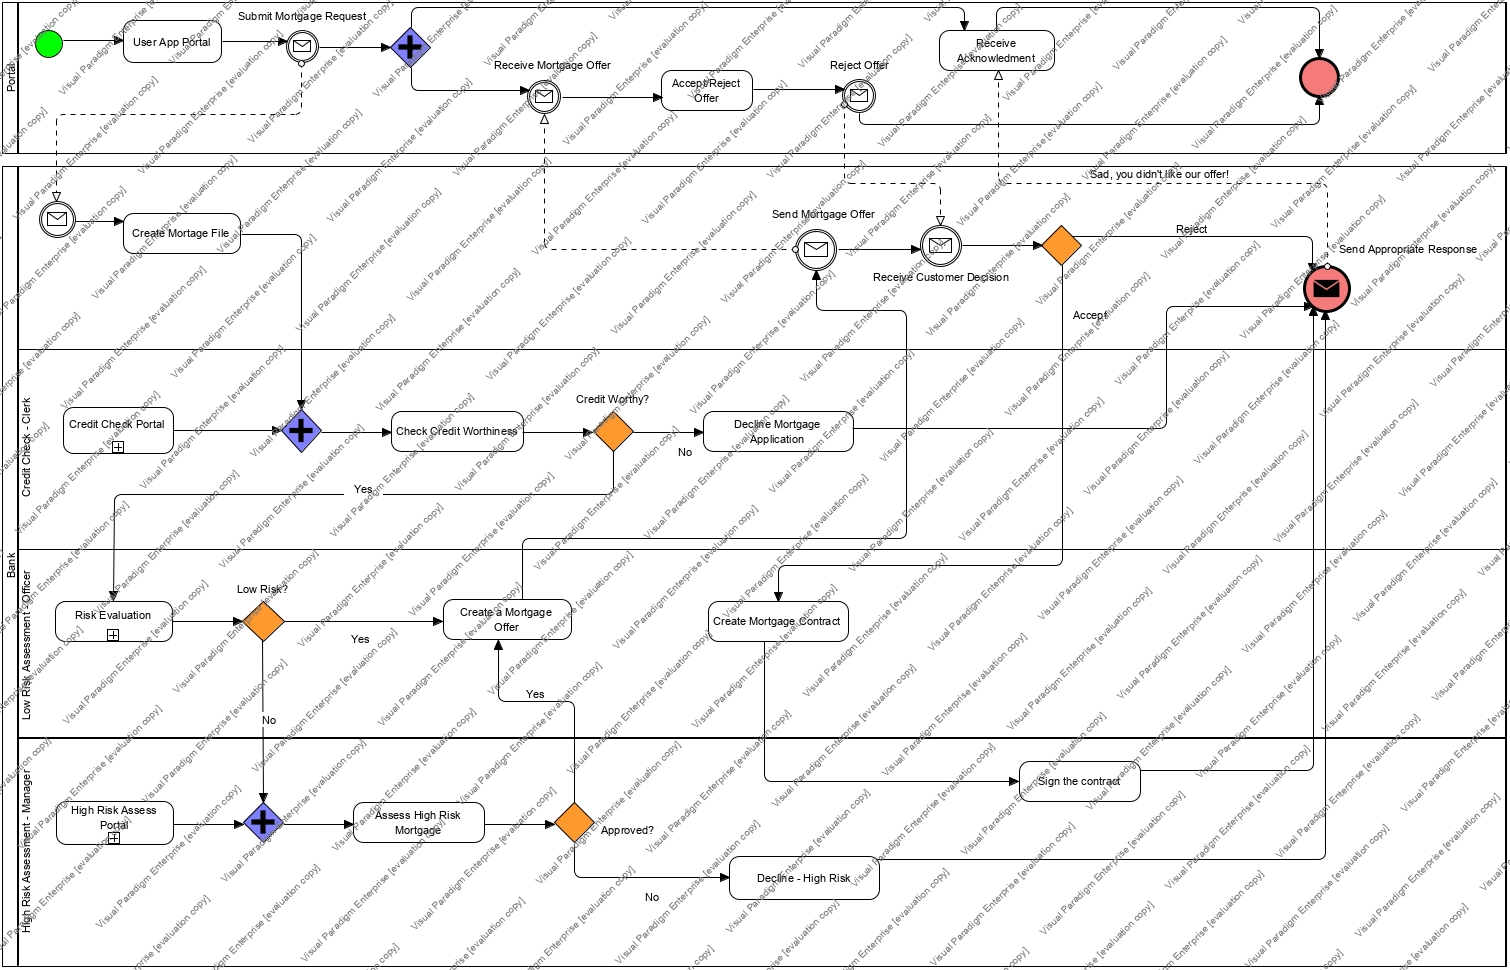 Portal
User App Portal
Submit Mortgage Request
Receive Mortgage Offer
Accept/Reject
Offer
Reject Offer
Receive
Acknowledment
Sad, you didn't like our offer!
Bank
Create Mortage File
Send Mortgage Offer
Receive Customer Decision
Reject
Accept
Send Appropriate Response
Credit Check - Clerk
Credit Check Portal
Check Credit Worthiness
Credit Worthy?
No
Yes
Decline Mortgage
Application
Low Risk Assessment - Officer
Risk Evaluation
Low Risk?
Yes
No
Create a Mortgage
Offer
Yes
Create Mortgage Contract
High Risk Assessment - Manager
High Risk Assess
Portal
Assess High Risk
Mortgage
Approved?
No
Sign the contract
Decline - High Risk
Visual Paradigm Enterprise [evaluation copy]